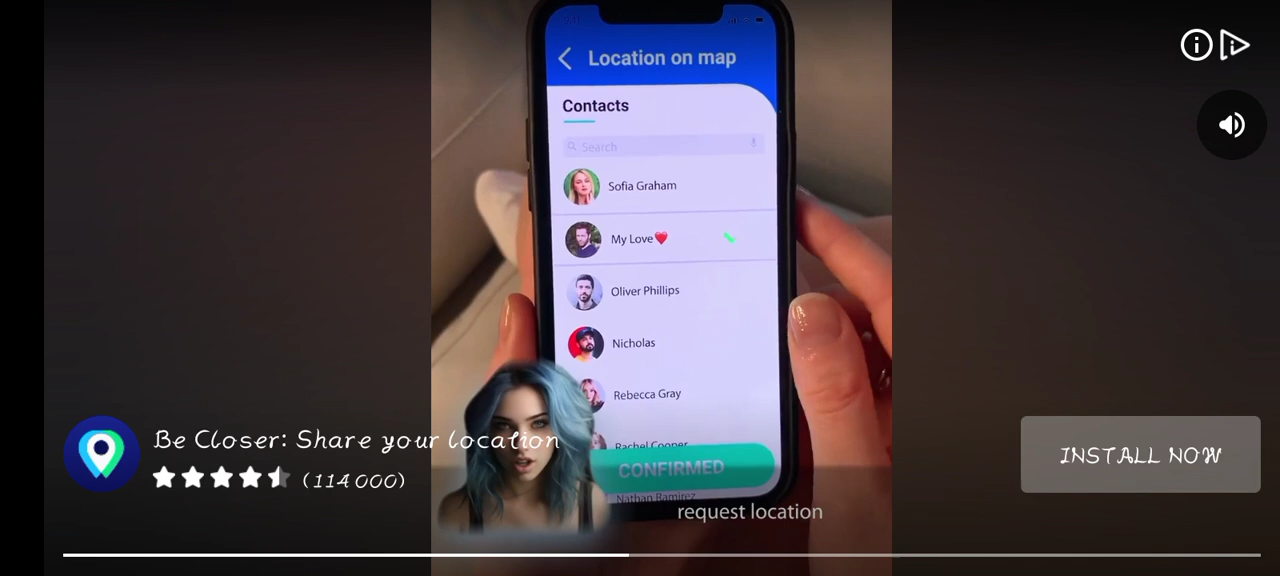 Location on map
Contacts
Search
Sofia Graham
My Love❤️
Oliver Phillips
Nicholas
Rebecca Gray
Rachel Cooper
CONFIRMED
Nathan Ramirez
request location
Be Closer: Share your location
(114 000)
INSTALL NOW